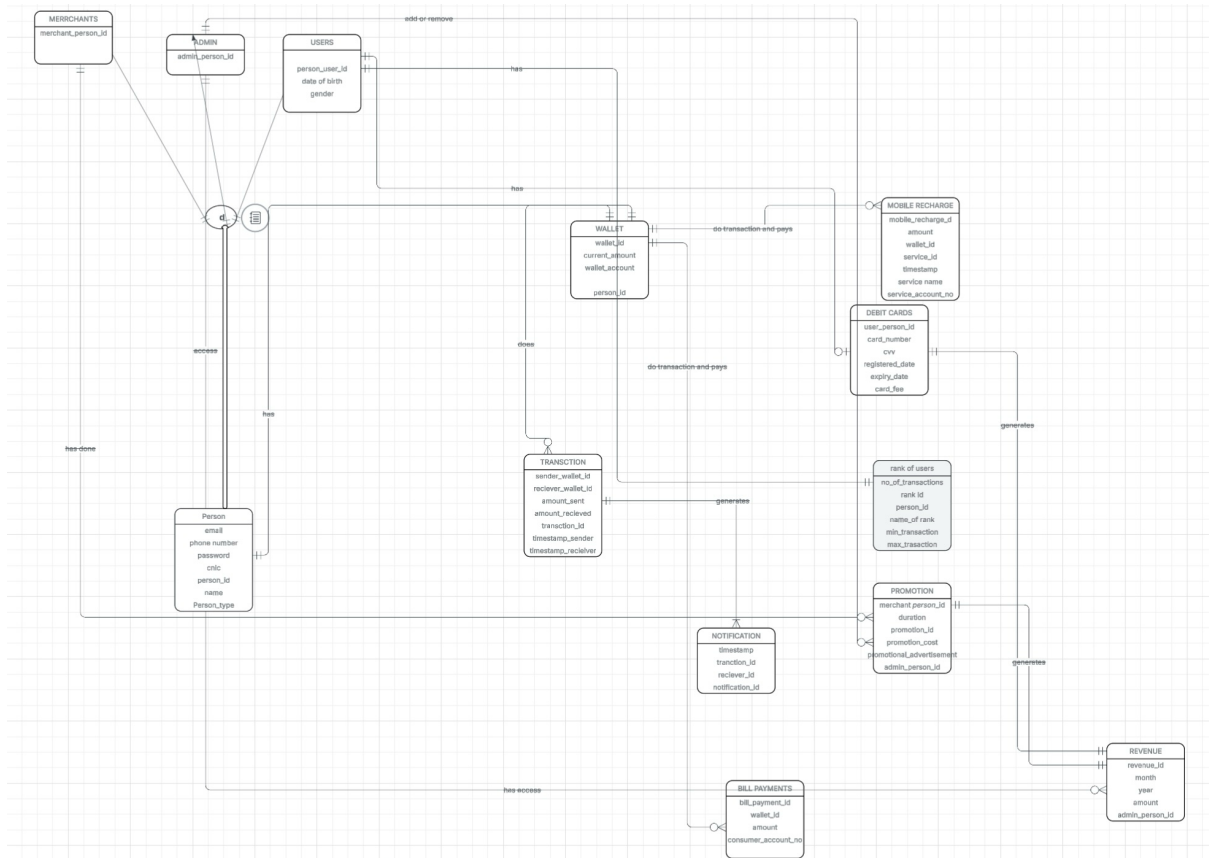 MERRCHANTS
merchant_person_id
ADMIN
admin_person_id
USERS
person_user_id
date of birth
gender
add or remove
has
has
d
WALLET
wallet_id
current_amount
wallet_account
person_id
do transaction and pays
MOBILE RECHARGE
mobile_recharge_d
amount
wallet_id
service_id
timestamp
service name
service_account_no
DEBIT CARDS
user_person_id
card_number
cvv
registered_date
expiry_date
card_fee
access
does
do transaction and pays
has
has done
generates
TRANSCTION
sender_wallet_id
reciever_wallet_id
amount_sent
amount_recieved
transction_id
timestamp_sender
timestamp_recieiver
generates
rank of users
no_of_transactions
rank id
person_id
name_of rank
min_transaction
max_trasaction
Person
email
phone number
password
cnic
person_id
name
Person_type
PROMOTION
merchant person_id
duration
promotion_id
promotion_cost
promotional_advertisement
admin_person_id
NOTIFICATION
timestamp
tranction_id
reciever_id
notification_id
generates
REVENUE
revenue_id
month
year
amount
admin_person_id
has access
BILL PAYMENTS
bill_payment_id
wallet_id
amount
consumer_account_no